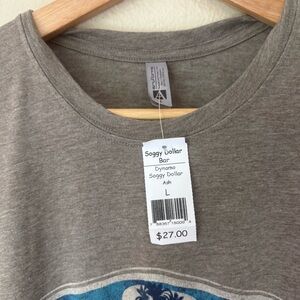 Soggy Dollar
Bar
Dynamo
Soggy Dollar
Ash
L
$27.00